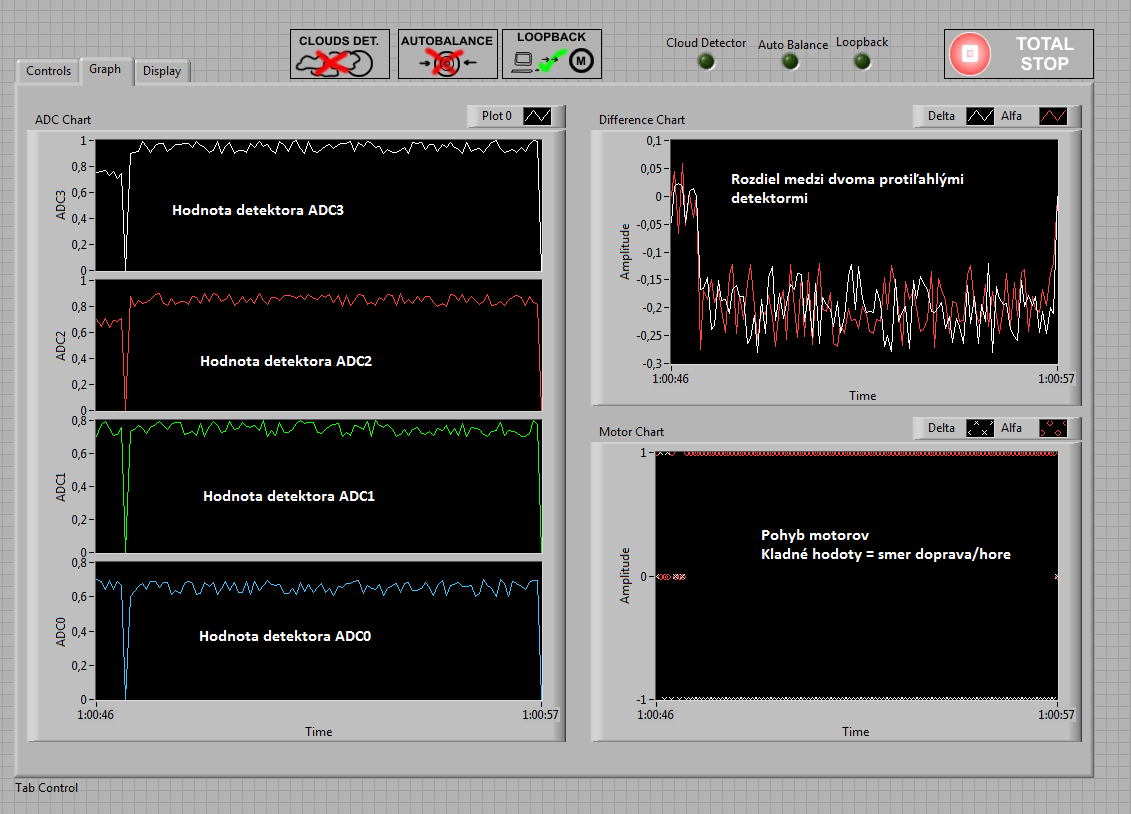 CLOUDS DET.
AUTOBALANCE
LOOPBACK
M
Cloud Detector
Auto Balance
Loopback
TOTAL
STOP
Controls
Graph
Display
ADC Chart
Plot 0
ADC3
1
0,8
0,6
0,4
0,2
0
Hodnota detektora ADC3
ADC2
1
0,8
0,6
0,4
0,2
0
Hodnota detektora ADC2
ADC1
0,8
0,6
0,4
0,2
0
Hodnota detektora ADC1
ADC0
0,8
0,6
0,4
0,2
0
Hodnota detektora ADC0
1:00:46
1:00:57
Time
Difference Chart
Delta
Alfa
Amplitude
0,1
0,05
0
-0,05
-0,1
-0,15
-0,2
-0,25
-0,3
Rozdiel medzi dvoma protiľahlými
detektormi
1:00:46
1:00:57
Time
Motor Chart
Delta
Alfa
Amplitude
1
0
-1
Pohyb motorov
Kladné hodoty = smer doprava/hore
1:00:46
1:00:57
Time
Tab Control